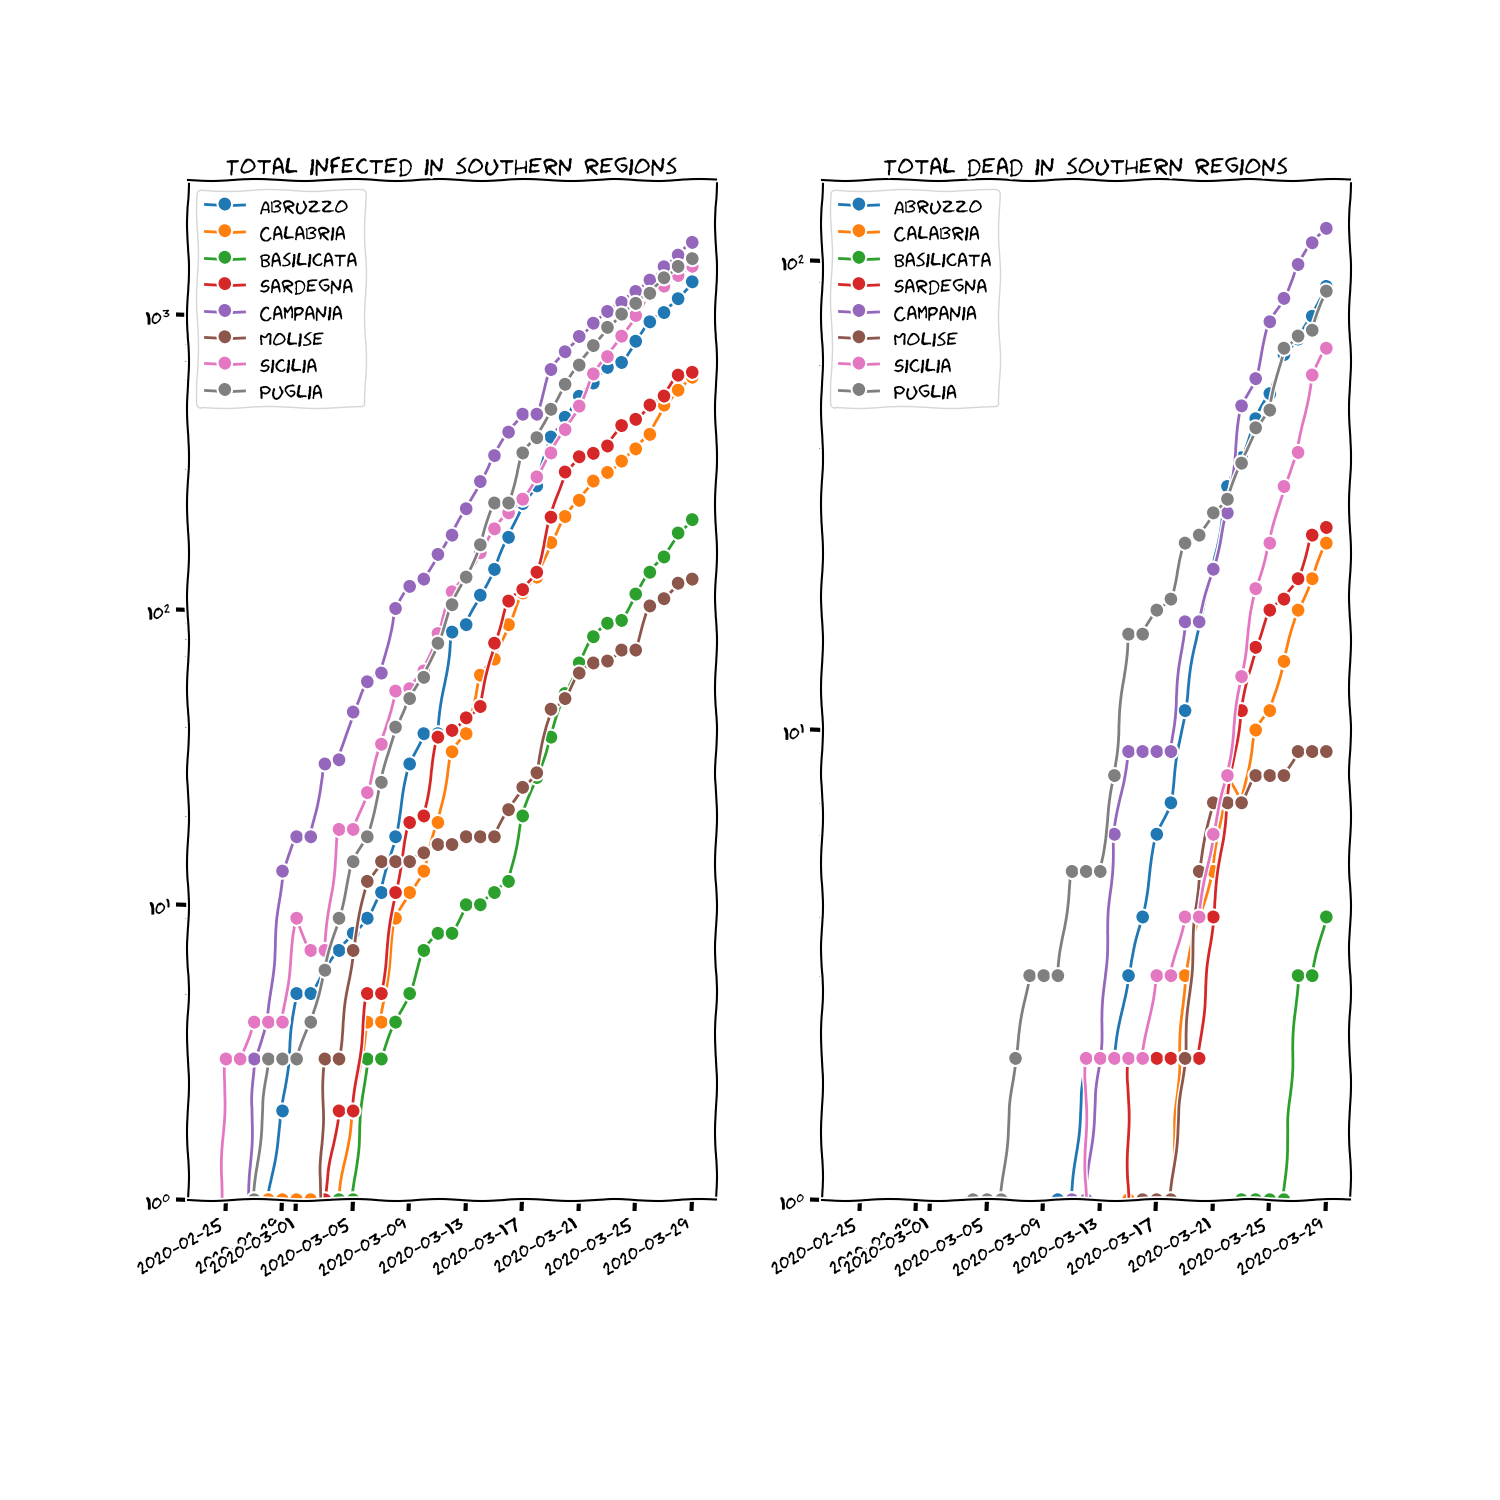 TOTAL INFECTED IN SOUTHERN REGIONS
ABRUZZO
CALABRIA
BASILICATA
SARDEGNA
CAMPANIA
MOLISE
SICILIA
PUGLIA
10³
10²
10¹
10⁰
2020-02-25
2020-03-01
2020-03-05
2020-03-09
2020-03-13
2020-03-17
2020-03-21
2020-03-25
2020-03-29
TOTAL DEAD IN SOUTHERN REGIONS
ABRUZZO
CALABRIA
BASILICATA
SARDEGNA
CAMPANIA
MOLISE
SICILIA
PUGLIA
10²
10¹
10⁰
2020-02-25
2020-03-01
2020-03-05
2020-03-09
2020-03-13
2020-03-17
2020-03-21
2020-03-25
2020-03-29